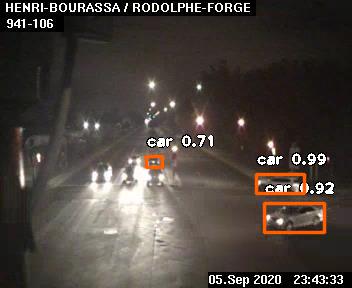 HENRI-BOURASSA / RODOLPHE-FORGE
941-106
car 0.71
car 0.99
car 0.92
05.Sep 2020 23:43:33